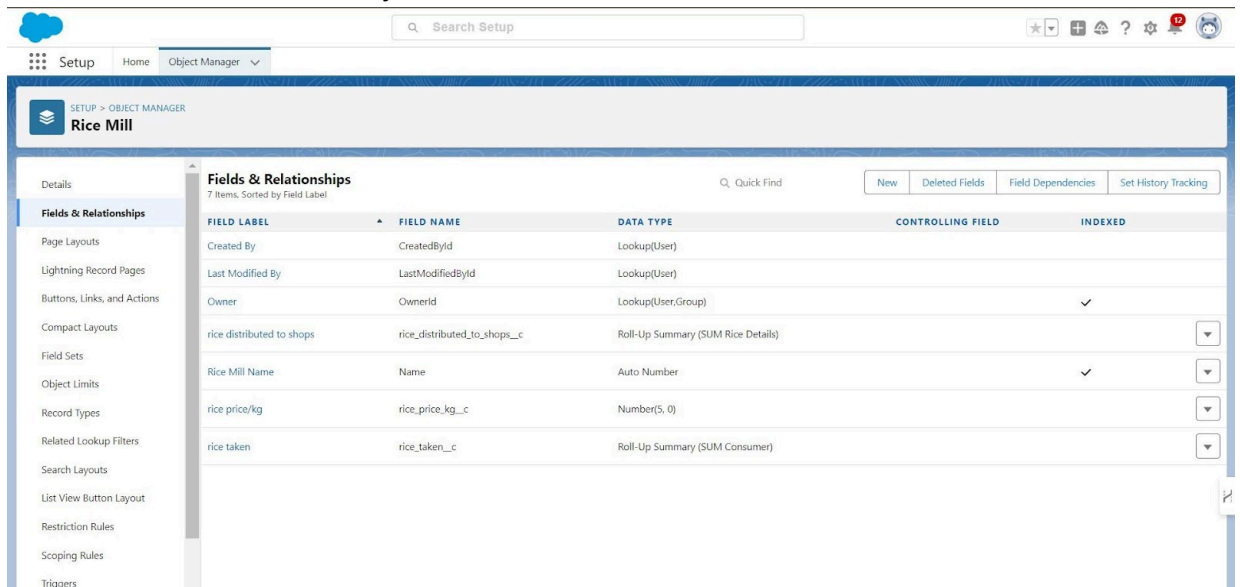 Search Setup
12
Setup Home Object Manager
SETUP > OBJECT MANAGER
Rice Mill
Details
Fields & Relationships
Page Layouts
Lightning Record Pages
Buttons, Links, and Actions
Compact Layouts
Field Sets
Object Limits
Record Types
Related Lookup Filters
Search Layouts
List View Button Layout
Restriction Rules
Scoping Rules
Triggers
Fields & Relationships
7 Items, Sorted by Field Label
Quick Find
New Deleted Fields Field Dependencies Set History Tracking
FIELD LABEL FIELD NAME DATA TYPE CONTROLLING FIELD INDEXED
Created By CreatedById Lookup(User)
Last Modified By LastModifiedById Lookup(User)
Owner OwnerId Lookup(User,Group)
rice distributed to shops rice_distributed_to_shops__c Roll-Up Summary (SUM Rice Details)
Rice Mill Name Name Auto Number
rice price/kg rice_price_kg__c Number(5, 0)
rice taken rice_taken__c Roll-Up Summary (SUM Consumer)